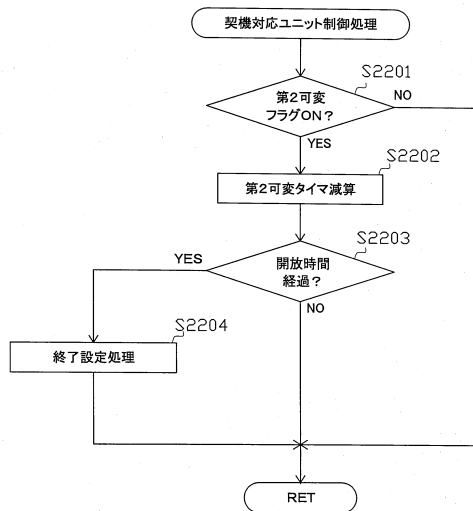 契機対応ユニット制御処理
S2201
第2可変
フラグON?
NO
YES
S2202
第2可変タイマ減算
S2203
YES
開放時間
経過?
NO
S2204
終了設定処理
RET